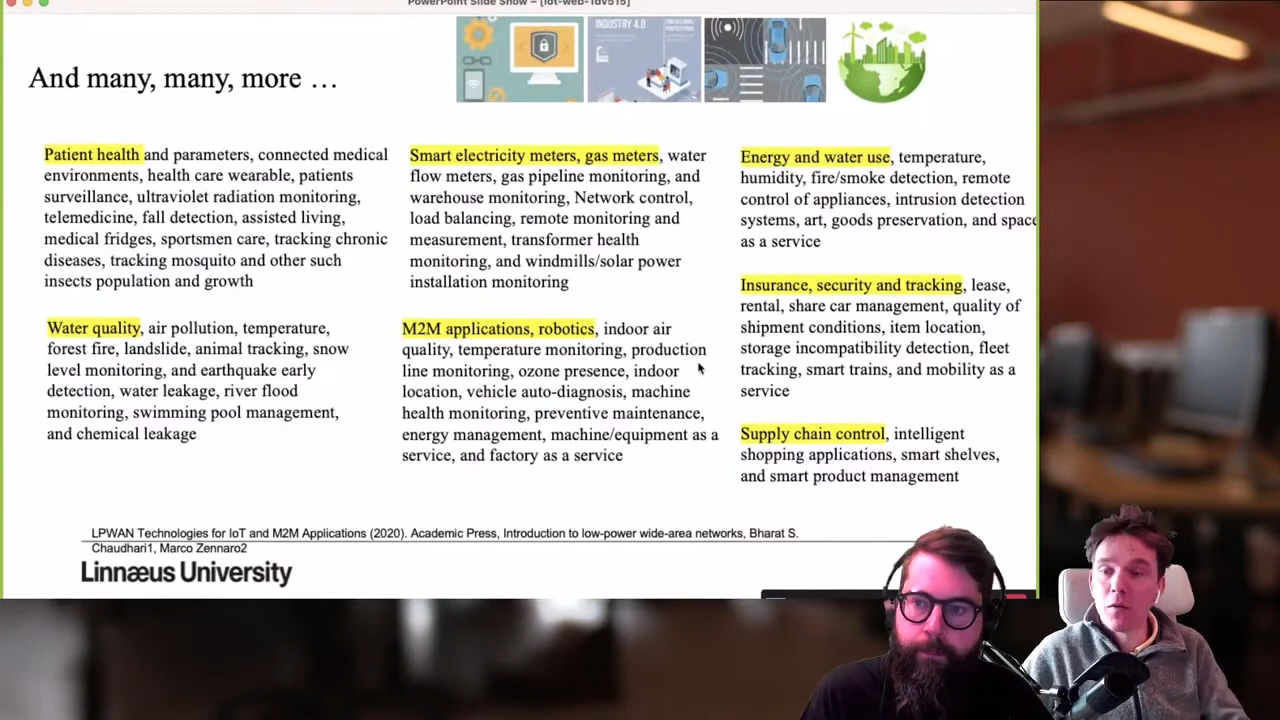 PowerPoint Slide Show – [iot-web-1dv515]
INDUSTRY 4.0
And many, many, more …
Patient health and parameters, connected medical
environments, health care wearable, patients
surveillance, ultraviolet radiation monitoring,
telemedicine, fall detection, assisted living,
medical fridges, sportsmen care, tracking chronic
diseases, tracking mosquito and other such
insects population and growth
Water quality, air pollution, temperature,
forest fire, landslide, animal tracking, snow
level monitoring, and earthquake early
detection, water leakage, river flood
monitoring, swimming pool management,
and chemical leakage
Smart electricity meters, gas meters, water
flow meters, gas pipeline monitoring, and
warehouse monitoring, Network control,
load balancing, remote monitoring and
measurement, transformer health
monitoring, and windmills/solar power
installation monitoring
M2M applications, robotics, indoor air
quality, temperature monitoring, production
line monitoring, ozone presence, indoor
location, vehicle auto-diagnosis, machine
health monitoring, preventive maintenance,
energy management, machine/equipment as a
service, and factory as a service
Energy and water use, temperature,
humidity, fire/smoke detection, remote
control of appliances, intrusion detection
systems, art, goods preservation, and space
as a service
Insurance, security and tracking, lease,
rental, share car management, quality of
shipment conditions, item location,
storage incompatibility detection, fleet
tracking, smart trains, and mobility as a
service
Supply chain control, intelligent
shopping applications, smart shelves,
and smart product management
LPWAN Technologies for IoT and M2M Applications (2020). Academic Press, Introduction to low-power wide-area networks, Bharat S.
Chaudhari1, Marco Zennaro2
Linnæus University